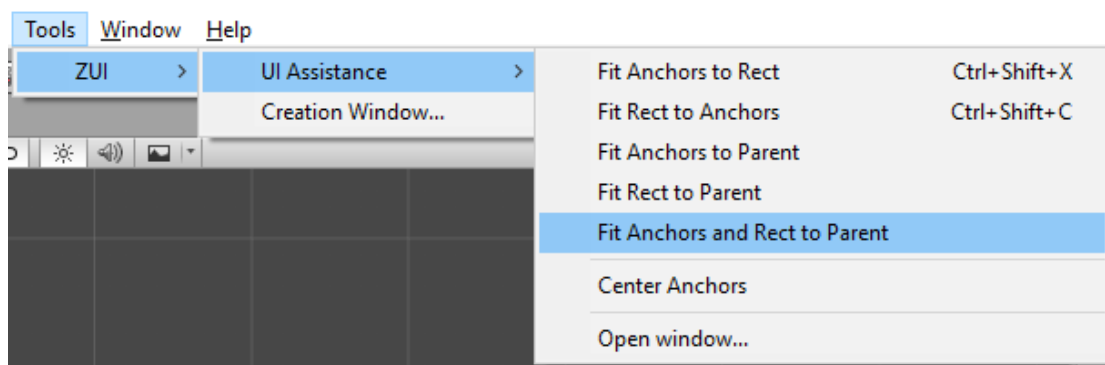 Tools Window Help
ZUI > UI Assistance > Fit Anchors to Rect Ctrl+Shift+X
Creation Window... Fit Rect to Anchors Ctrl+Shift+C
Fit Anchors to Parent
Fit Rect to Parent
Fit Anchors and Rect to Parent
Center Anchors
Open window...